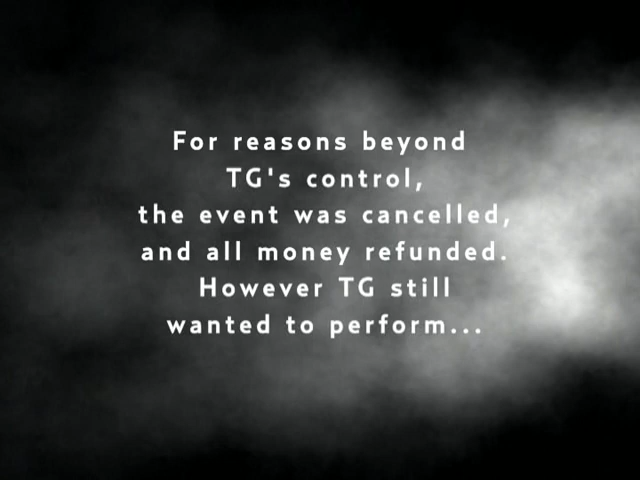 For reasons beyond
TG's control,
the event was cancelled,
and all money refunded.
However TG still
wanted to perform...